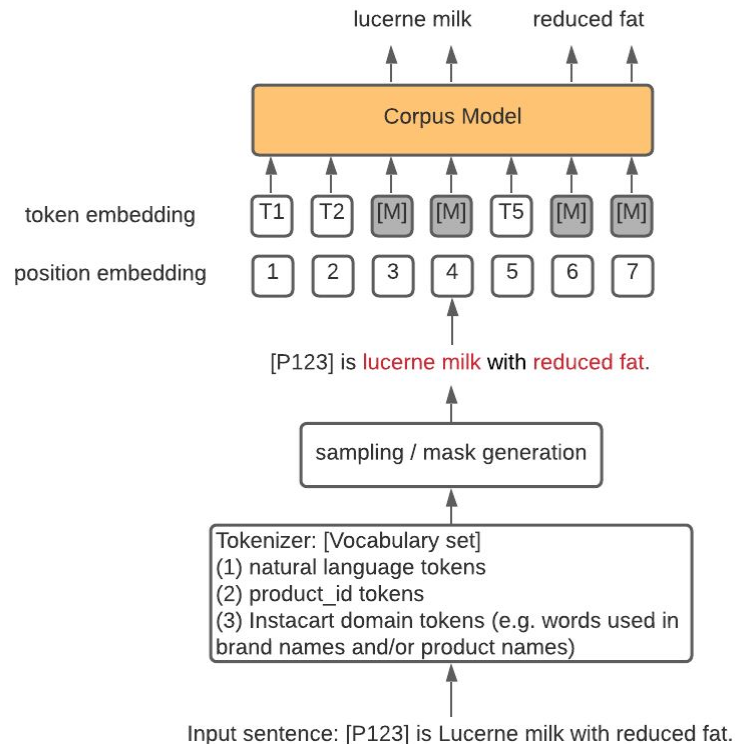 lucerne milk reduced fat
Corpus Model
token embedding T1 T2 [M] [M] T5 [M] [M]
position embedding 1 2 3 4 5 6 7
[P123] is lucerne milk with reduced fat.
sampling / mask generation
Tokenizer: [Vocabulary set]
(1) natural language tokens
(2) product_id tokens
(3) Instacart domain tokens (e.g. words used in
brand names and/or product names)
Input sentence: [P123] is Lucerne milk with reduced fat.